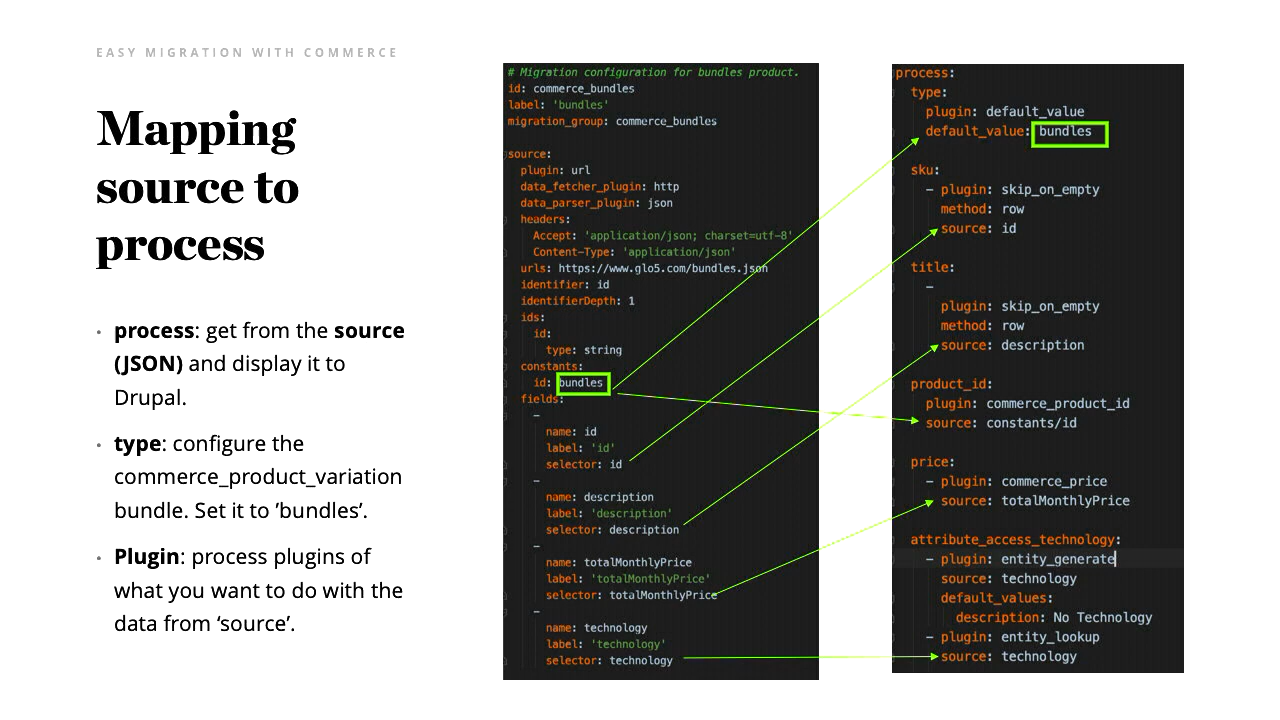 EASY MIGRATION WITH COMMERCE
Mapping
source to
process
• process: get from the source
(JSON) and display it to
Drupal.
• type: configure the
commerce_product_variation
bundle. Set it to ’bundles’.
• Plugin: process plugins of
what you want to do with the
data from ‘source’.
# Migration configuration for bundles product.
id: commerce_bundles
label: 'bundles'
migration_group: commerce_bundles
source:
plugin: url
data_fetcher_plugin: http
data_parser_plugin: json
headers:
Accept: 'application/json; charset=utf-8'
Content-Type: 'application/json'
urls: https://www.glo5.com/bundles.json
identifier: id
identifierDepth: 1
ids:
id:
type: string
constants:
id: bundles
fields:
-
name: id
label: 'id'
selector: id
-
name: description
label: 'description'
selector: description
-
name: totalMonthlyPrice
label: 'totalMonthlyPrice'
selector: totalMonthlyPrice
-
name: technology
label: 'technology'
selector: technology
process:
type:
plugin: default_value
default_value: bundles
sku:
- plugin: skip_on_empty
method: row
source: id
title:
-
plugin: skip_on_empty
method: row
source: description
product_id:
plugin: commerce_product_id
source: constants/id
price:
- plugin: commerce_price
source: totalMonthlyPrice
attribute_access_technology:
- plugin: entity_generate
source: technology
default_values:
description: No Technology
- plugin: entity_lookup
source: technology